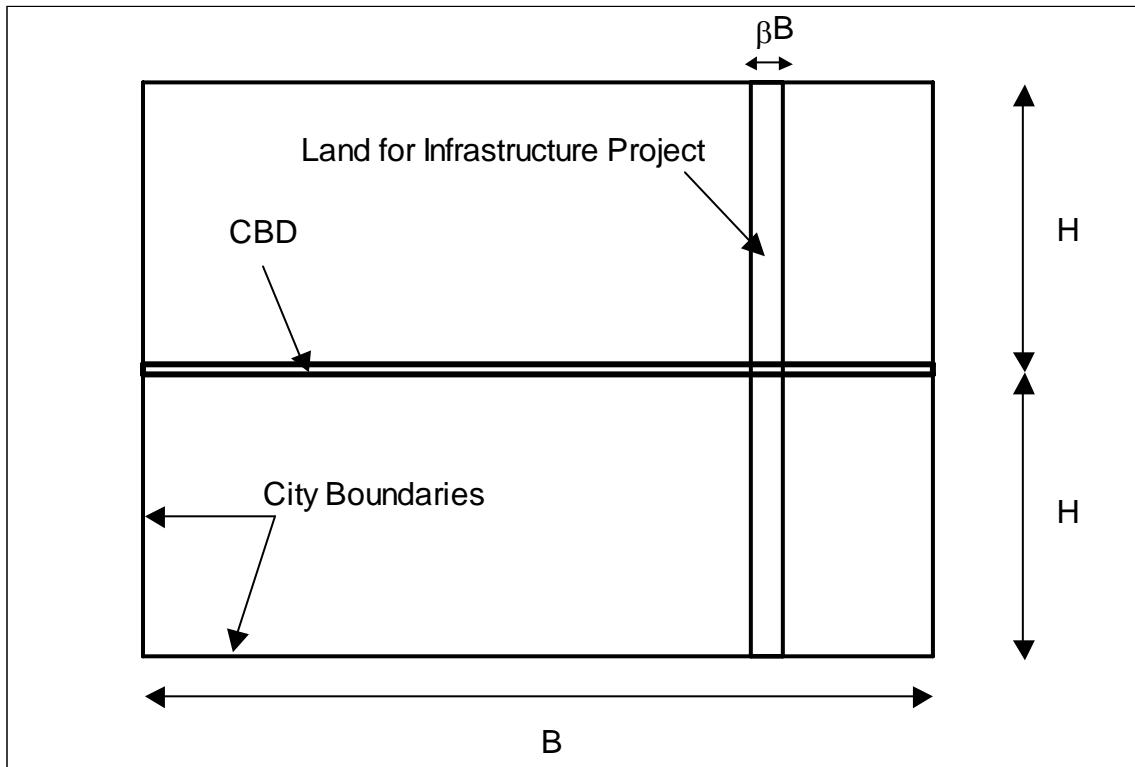 βB
Land for Infrastructure Project
CBD
H
City Boundaries
H
B